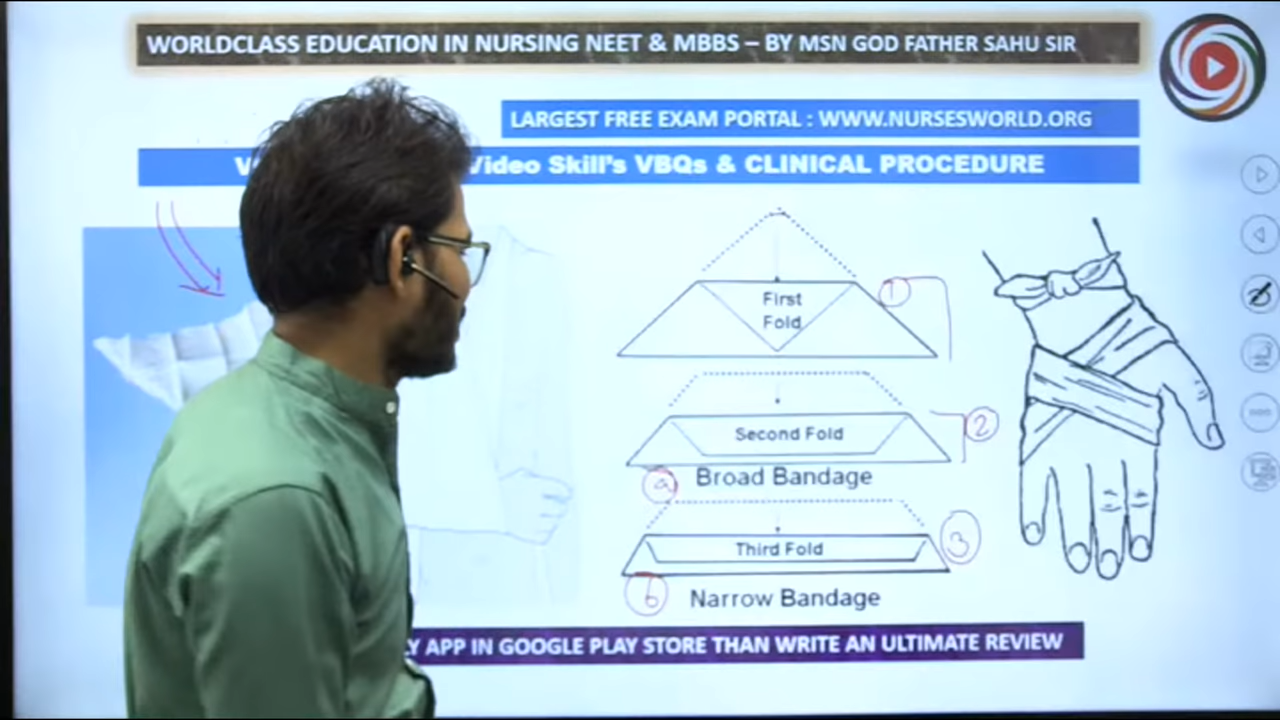 WORLDCLASS EDUCATION IN NURSING NEET & MBBS – BY MSN GOD FATHER SAHU SIR
LARGEST FREE EXAM PORTAL : WWW.NURSESWORLD.ORG
Video Skill's VBQs & CLINICAL PROCEDURE
First
Fold
1
Second Fold
2
a Broad Bandage
Third Fold
3
b Narrow Bandage
APP IN GOOGLE PLAY STORE THAN WRITE AN ULTIMATE REVIEW